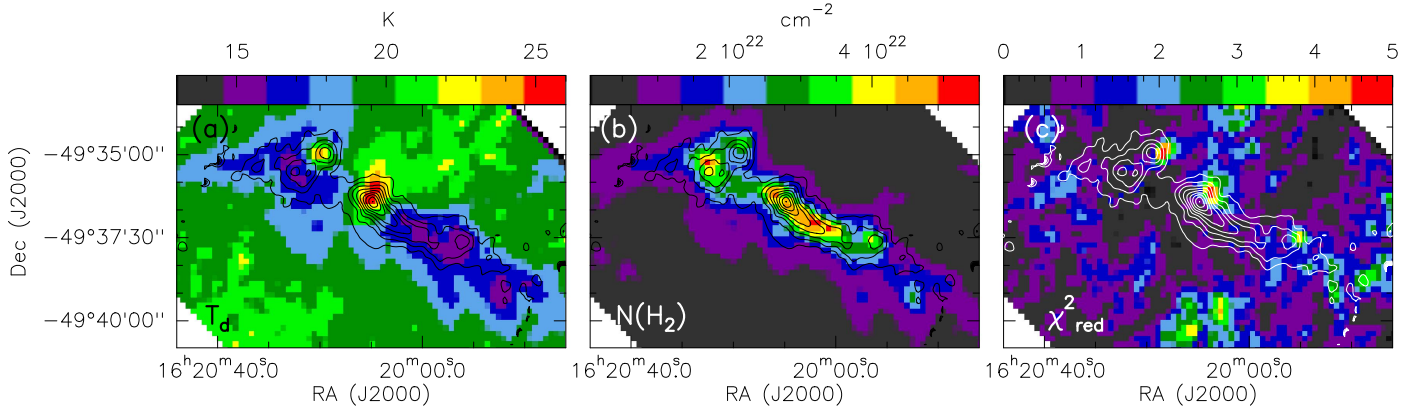 K
cm⁻²
15 20 25
2 10²² 4 10²²
0 1 2 3 4 5
(a)
(b)
(c)
−49°35′00″
−49°37′30″
−49°40′00″
Dec (J2000)
T_d
N(H₂)
χ²_red
16ʰ20ᵐ40ˢ.0 20ᵐ00ˢ.0
16ʰ20ᵐ40ˢ.0 20ᵐ00ˢ.0
16ʰ20ᵐ40ˢ.0 20ᵐ00ˢ.0
RA (J2000)
RA (J2000)
RA (J2000)